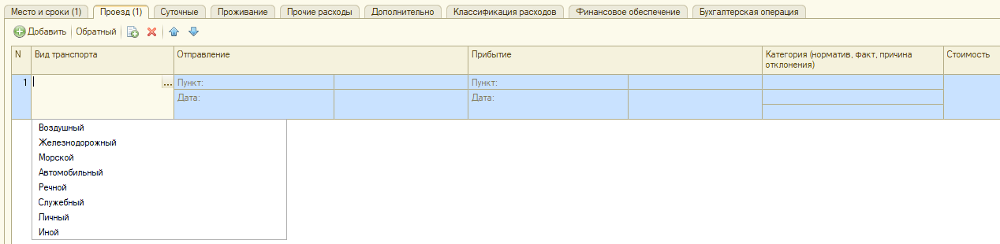 Место и сроки (1) Проезд (1) Суточные Проживание Прочие расходы Дополнительно Классификация расходов Финансовое обеспечение Бухгалтерская операция
Добавить Обратный
N Вид транспорта Отправление Прибытие Категория (норматив, факт, причина отклонения) Стоимость
1 ... Пункт: Пункт:
Дата: Дата:
Воздушный
Железнодорожный
Морской
Автомобильный
Речной
Служебный
Личный
Иной